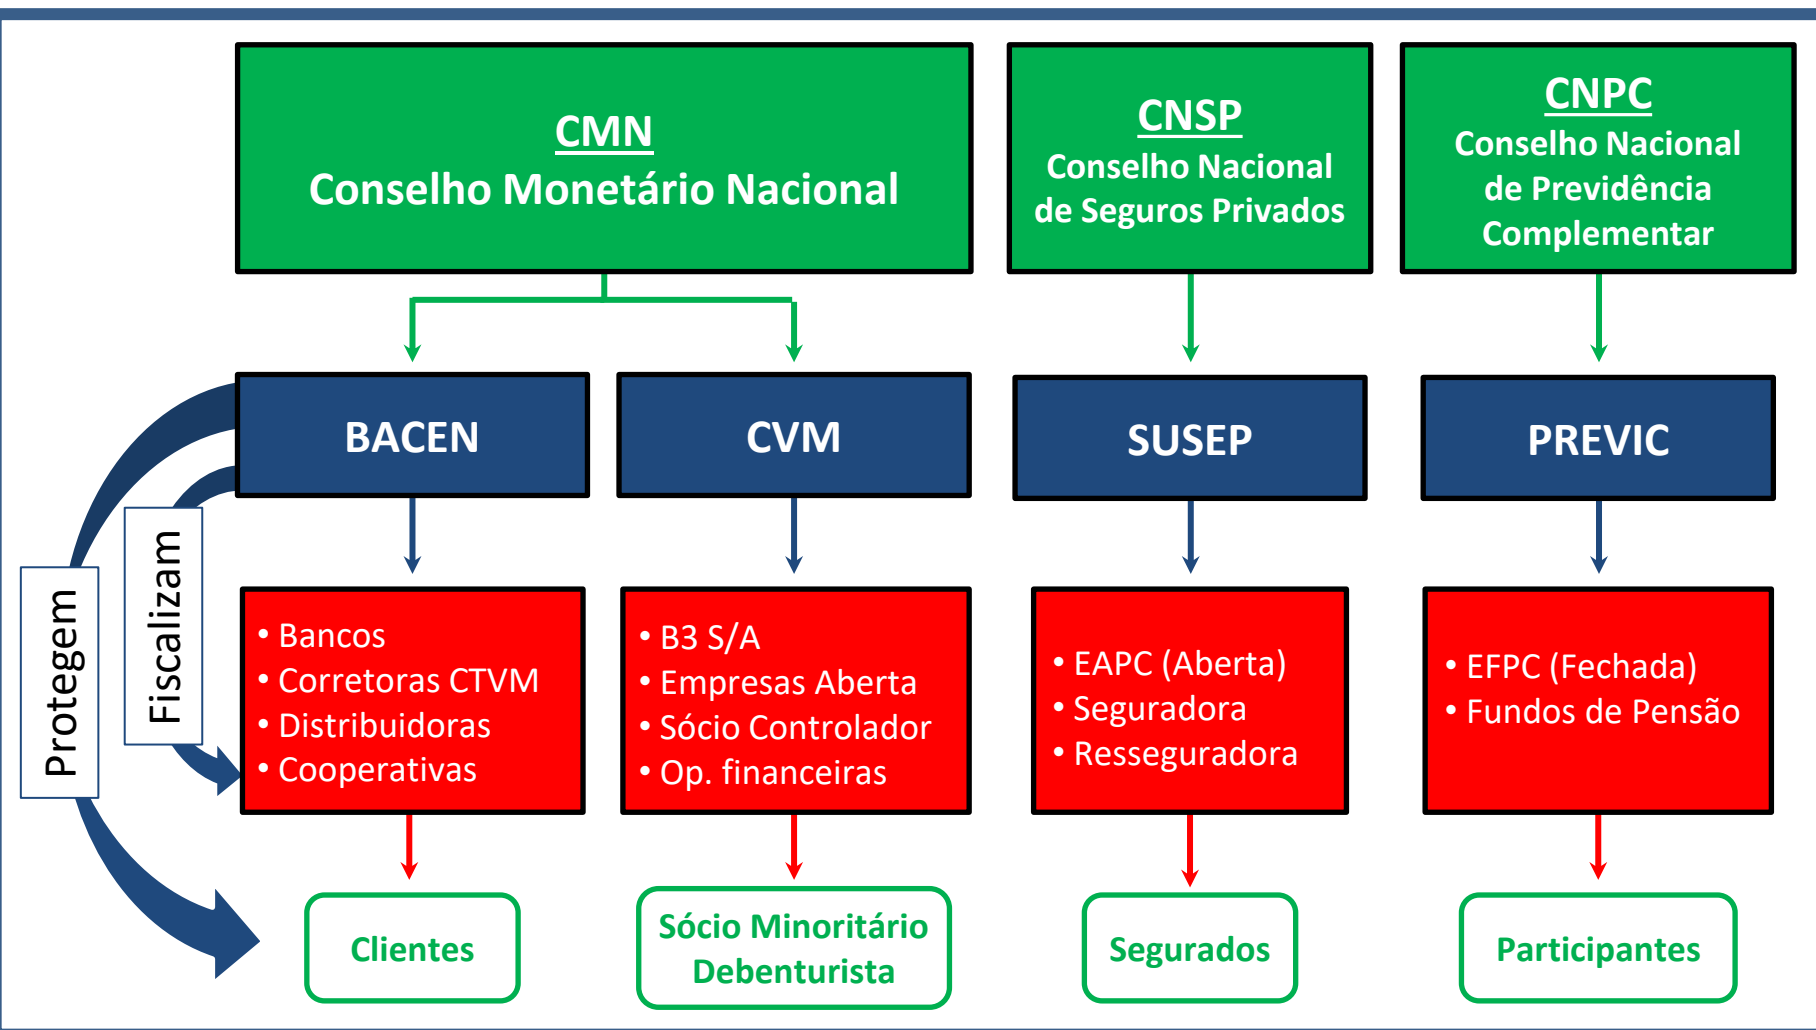 CMN
Conselho Monetário Nacional
CNSP
Conselho Nacional
de Seguros Privados
CNPC
Conselho Nacional
de Previdência
Complementar
BACEN
CVM
SUSEP
PREVIC
Protegem
Fiscalizam
• Bancos
• Corretoras CTVM
• Distribuidoras
• Cooperativas
• B3 S/A
• Empresas Aberta
• Sócio Controlador
• Op. financeiras
• EAPC (Aberta)
• Seguradora
• Resseguradora
• EFPC (Fechada)
• Fundos de Pensão
Clientes
Sócio Minoritário
Debenturista
Segurados
Participantes